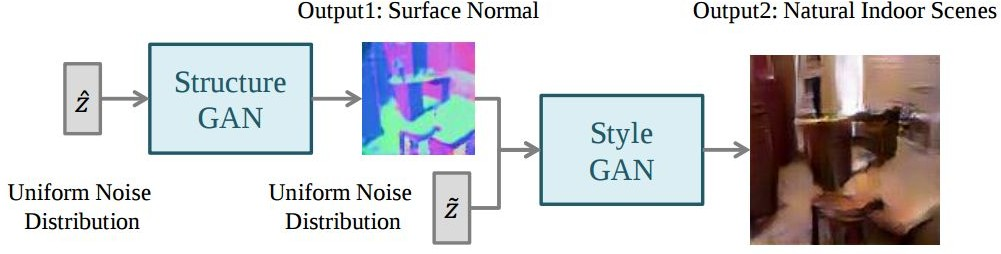 Output1: Surface Normal
Output2: Natural Indoor Scenes
ẑ
Structure
GAN
Style
GAN
Uniform Noise
Distribution
Uniform Noise
Distribution
z̃